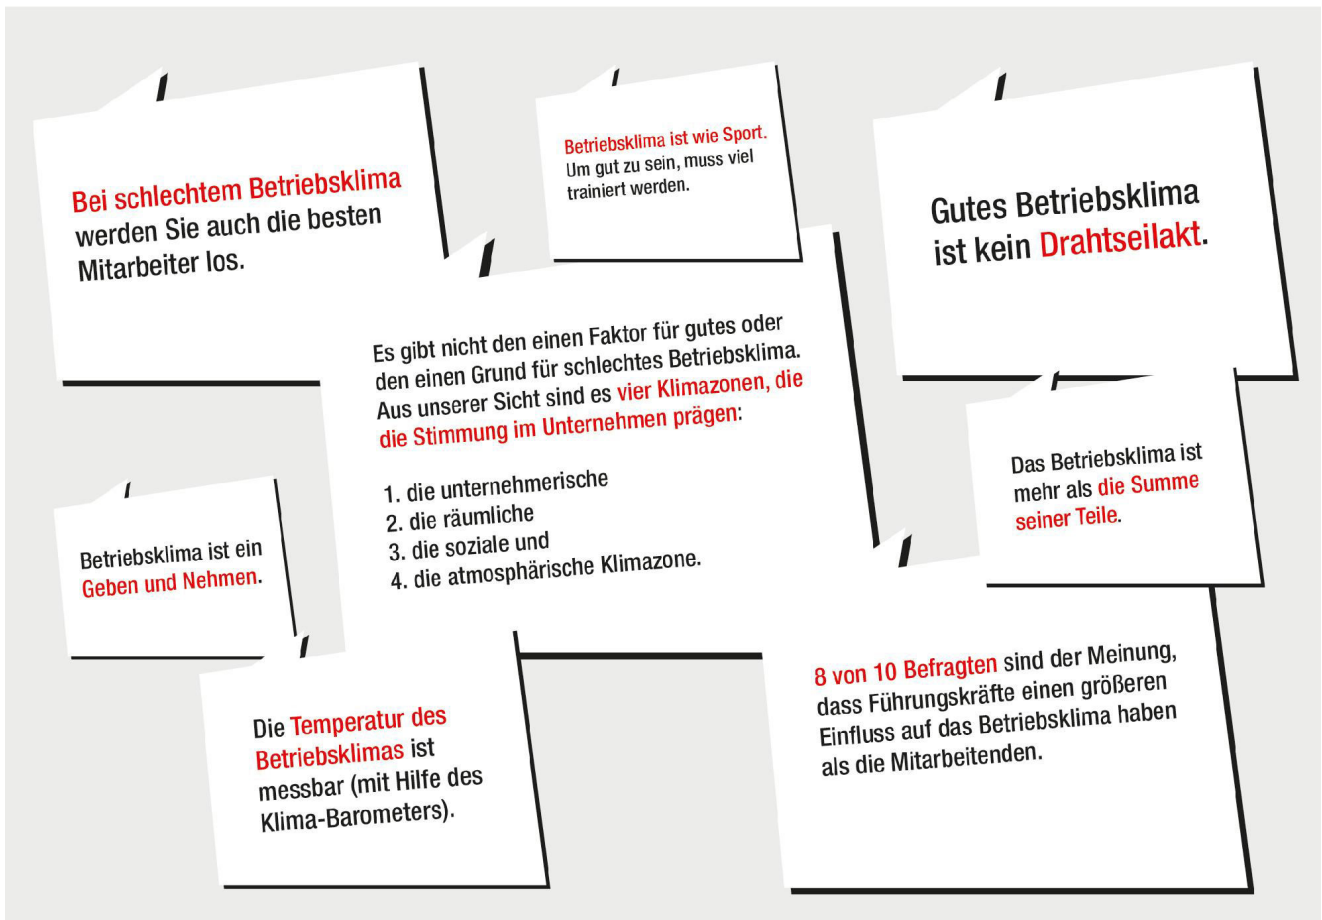 Bei schlechtem Betriebsklima
werden Sie auch die besten
Mitarbeiter los.
Betriebsklima ist wie Sport.
Um gut zu sein, muss viel
trainiert werden.
Gutes Betriebsklima
ist kein Drahtseilakt.
Es gibt nicht den einen Faktor für gutes oder
den einen Grund für schlechtes Betriebsklima.
Aus unserer Sicht sind es vier Klimazonen, die
die Stimmung im Unternehmen prägen:
1. die unternehmerische
2. die räumliche
3. die soziale und
4. die atmosphärische Klimazone.
Das Betriebsklima ist
mehr als die Summe
seiner Teile.
Betriebsklima ist ein
Geben und Nehmen.
Die Temperatur des
Betriebsklimas ist
messbar (mit Hilfe des
Klima-Barometers).
8 von 10 Befragten sind der Meinung,
dass Führungskräfte einen größeren
Einfluss auf das Betriebsklima haben
als die Mitarbeitenden.